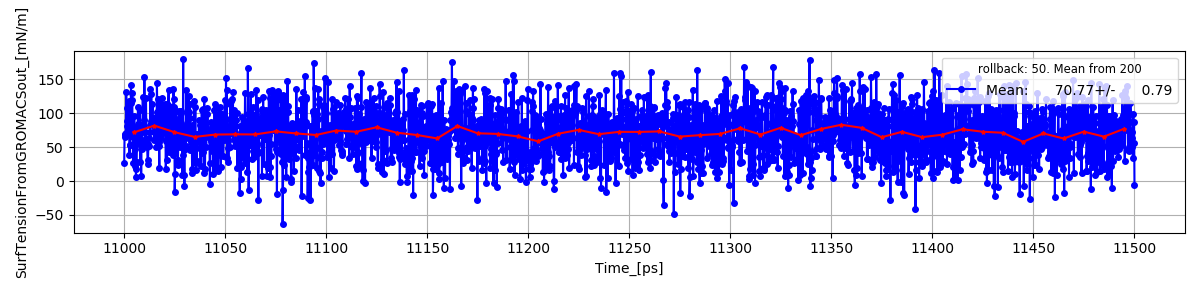 SurfTensionFromGROMACSout_[mN/m]
150
100
50
0
−50
rollback: 50. Mean from 200
Mean: 70.77+/- 0.79
11000 11050 11100 11150 11200 11250 11300 11350 11400 11450 11500
Time_[ps]